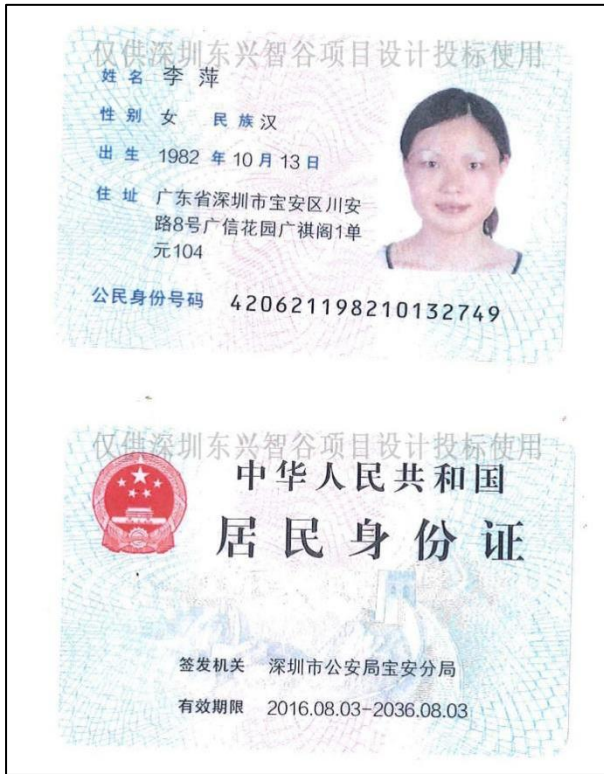 仅供深圳东兴智谷项目设计投标使用
姓名 李萍
性别 女 民族 汉
出生 1982 年 10 月 13 日
住址 广东省深圳市宝安区川安
路8号广信花园广祺阁1单
元104
公民身份号码 420621198210132749
仅供深圳东兴智谷项目设计投标使用
中华人民共和国
居民身份证
签发机关 深圳市公安局宝安分局
有效期限 2016.08.03-2036.08.03